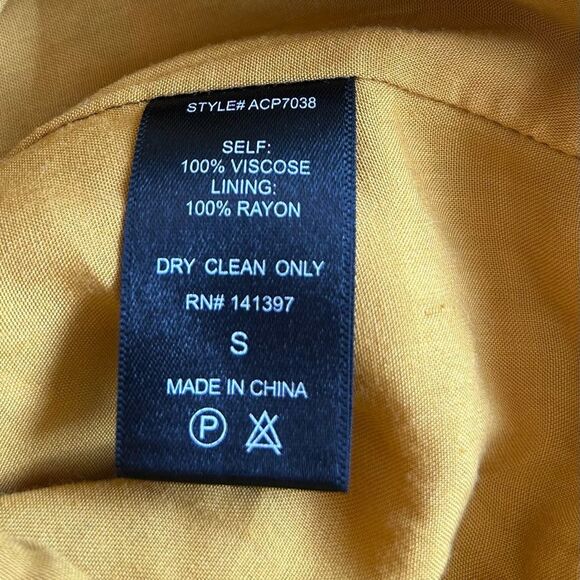 STYLE# ACP7038
SELF:
100% VISCOSE
LINING:
100% RAYON
DRY CLEAN ONLY
RN# 141397
S
MADE IN CHINA
P